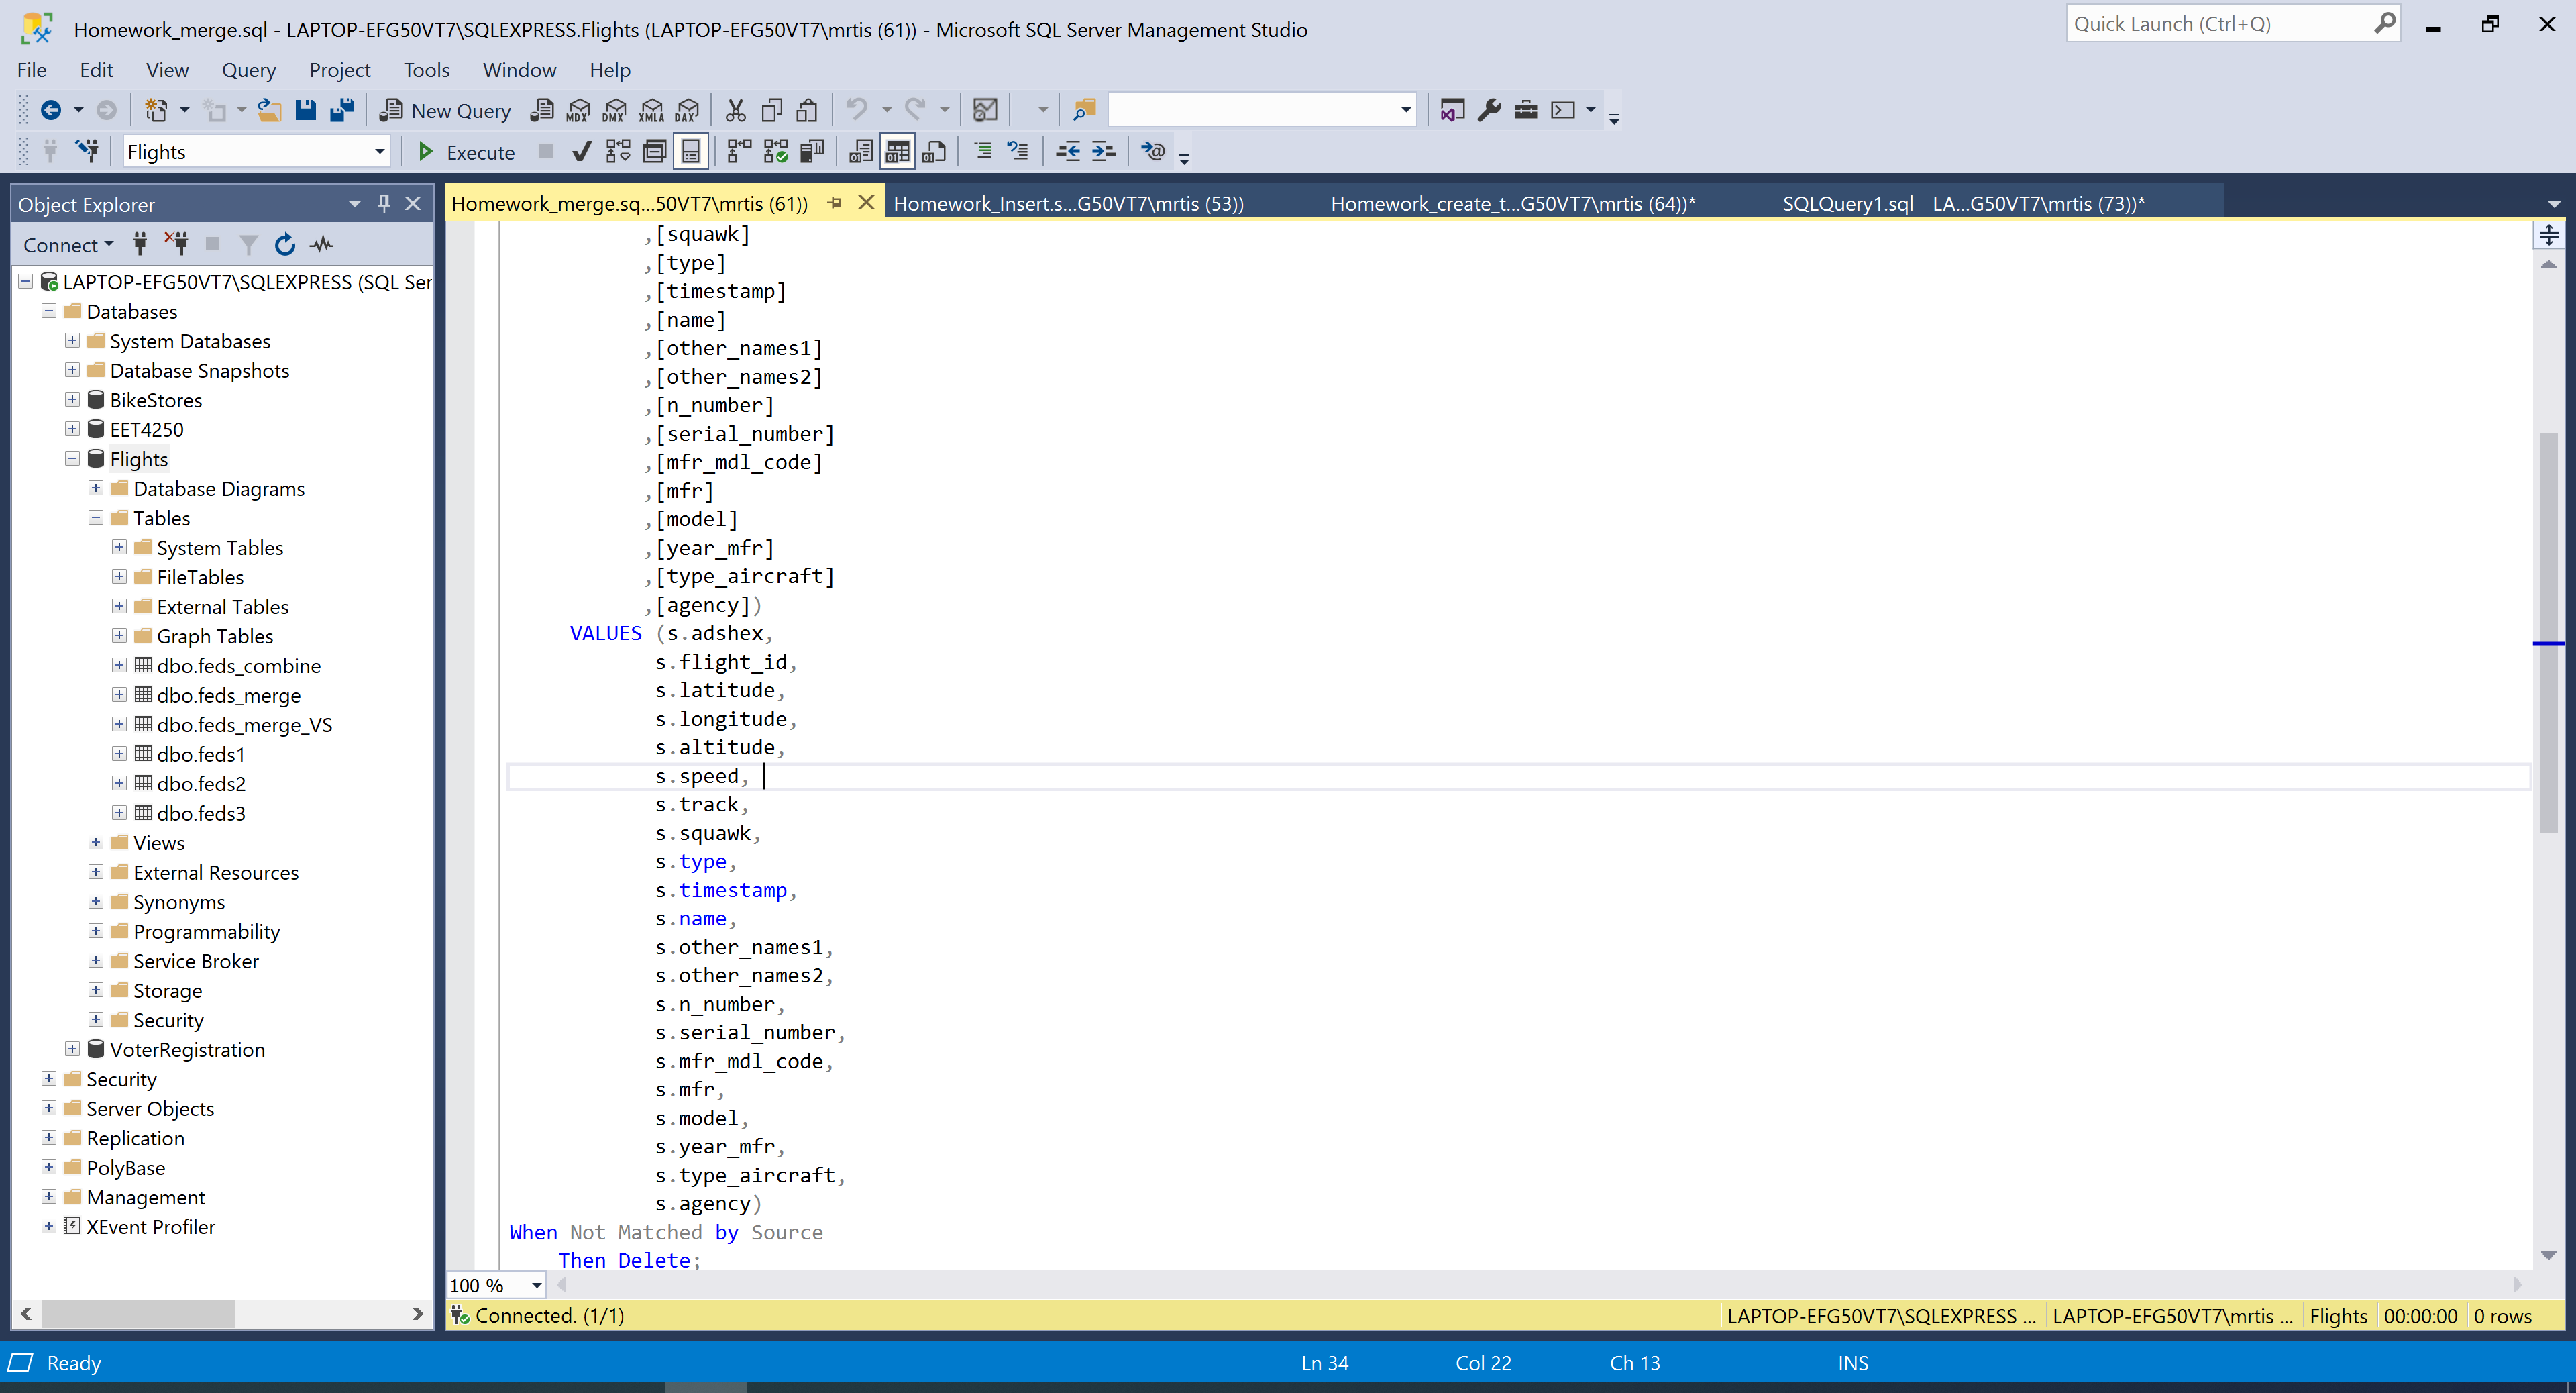 Homework_merge.sql - LAPTOP-EFG50VT7\SQLEXPRESS.Flights (LAPTOP-EFG50VT7\mrtis (61)) - Microsoft SQL Server Management Studio
Quick Launch (Ctrl+Q)
File Edit View Query Project Tools Window Help
New Query MDX DMX XMLA DAX
Flights Execute
Object Explorer
Homework_merge.sq...50VT7\mrtis (61)) Homework_Insert.s...G50VT7\mrtis (53)) Homework_create_t...G50VT7\mrtis (64))* SQLQuery1.sql - LA...G50VT7\mrtis (73))*
Connect
LAPTOP-EFG50VT7\SQLEXPRESS (SQL Ser
Databases
System Databases
Database Snapshots
BikeStores
EET4250
Flights
Database Diagrams
Tables
System Tables
FileTables
External Tables
Graph Tables
dbo.feds_combine
dbo.feds_merge
dbo.feds_merge_VS
dbo.feds1
dbo.feds2
dbo.feds3
Views
External Resources
Synonyms
Programmability
Service Broker
Storage
Security
VoterRegistration
Security
Server Objects
Replication
PolyBase
Management
XEvent Profiler
,[squawk]
,[type]
,[timestamp]
,[name]
,[other_names1]
,[other_names2]
,[n_number]
,[serial_number]
,[mfr_mdl_code]
,[mfr]
,[model]
,[year_mfr]
,[type_aircraft]
,[agency])
VALUES (s.adshex,
s.flight_id,
s.latitude,
s.longitude,
s.altitude,
s.speed,
s.track,
s.squawk,
s.type,
s.timestamp,
s.name,
s.other_names1,
s.other_names2,
s.n_number,
s.serial_number,
s.mfr_mdl_code,
s.mfr,
s.model,
s.year_mfr,
s.type_aircraft,
s.agency)
When Not Matched by Source
Then Delete;
100 %
Connected. (1/1) LAPTOP-EFG50VT7\SQLEXPRESS ... LAPTOP-EFG50VT7\mrtis ... Flights 00:00:00 0 rows
Ready Ln 34 Col 22 Ch 13 INS